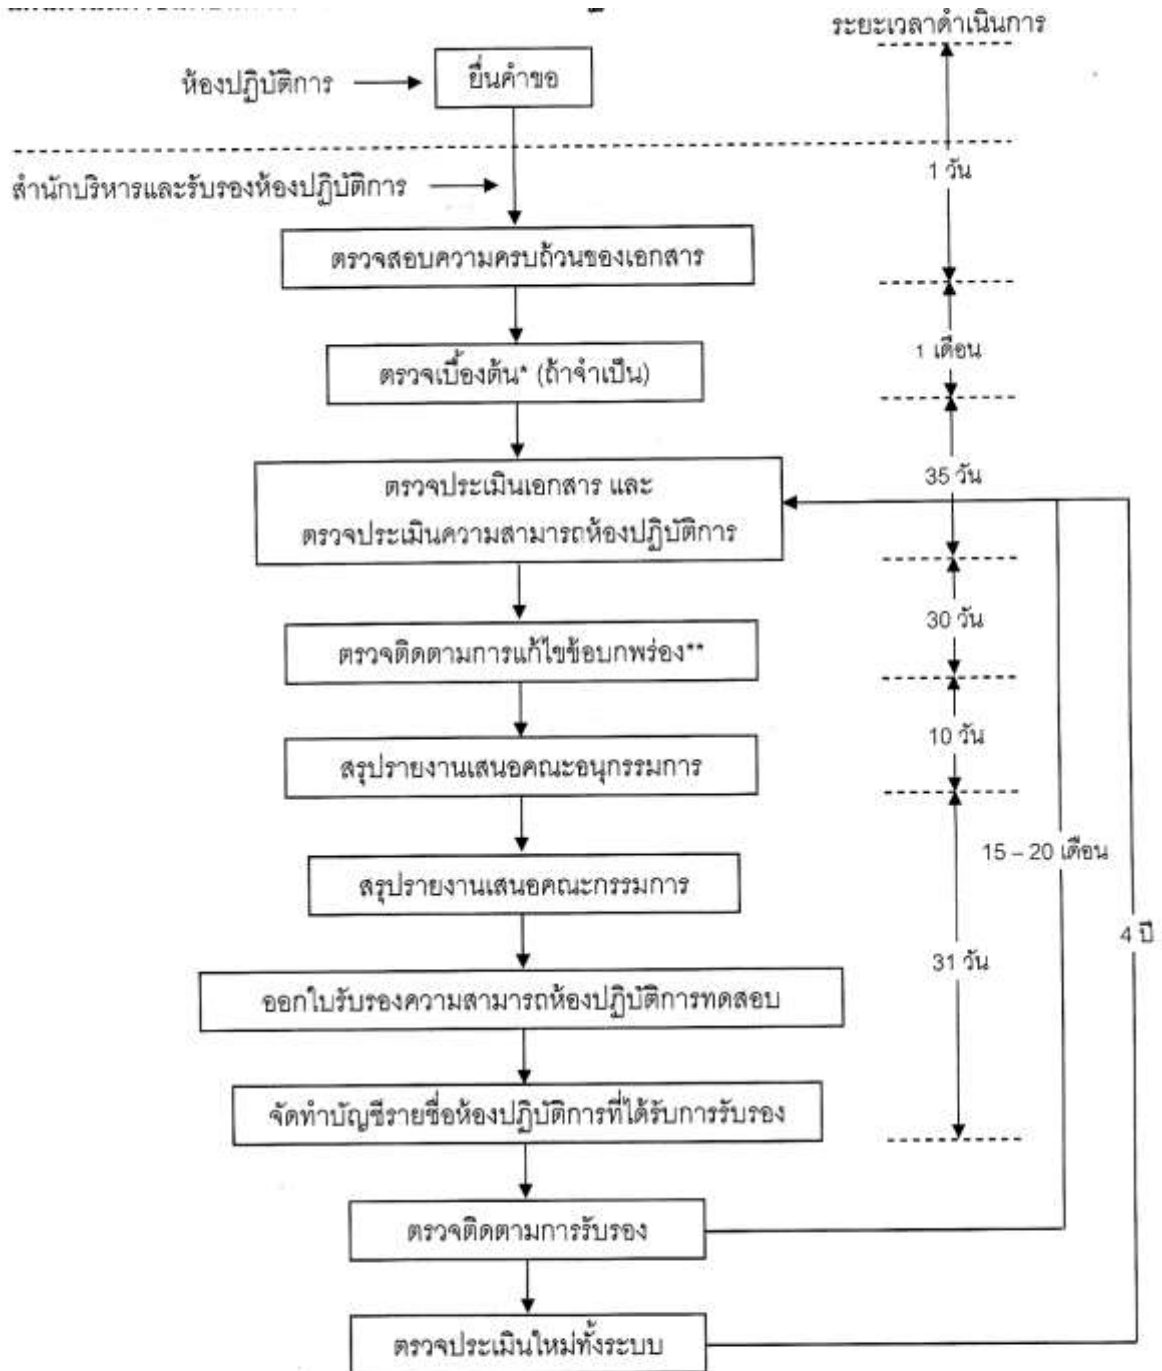 ระยะเวลาดำเนินการ
ห้องปฏิบัติการ
ยื่นคำขอ
1 วัน
สำนักบริหารและรับรองห้องปฏิบัติการ
ตรวจสอบความครบถ้วนของเอกสาร
1 เดือน
ตรวจเบื้องต้น* (ถ้าจำเป็น)
35 วัน
ตรวจประเมินเอกสาร และ
ตรวจประเมินความสามารถห้องปฏิบัติการ
30 วัน
ตรวจติดตามการแก้ไขข้อบกพร่อง**
10 วัน
สรุปรายงานเสนอคณะอนุกรรมการ
15 – 20 เดือน
สรุปรายงานเสนอคณะกรรมการ
4 ปี
31 วัน
ออกใบรับรองความสามารถห้องปฏิบัติการทดสอบ
จัดทำบัญชีรายชื่อห้องปฏิบัติการที่ได้รับการรับรอง
ตรวจติดตามการรับรอง
ตรวจประเมินใหม่ทั้งระบบ